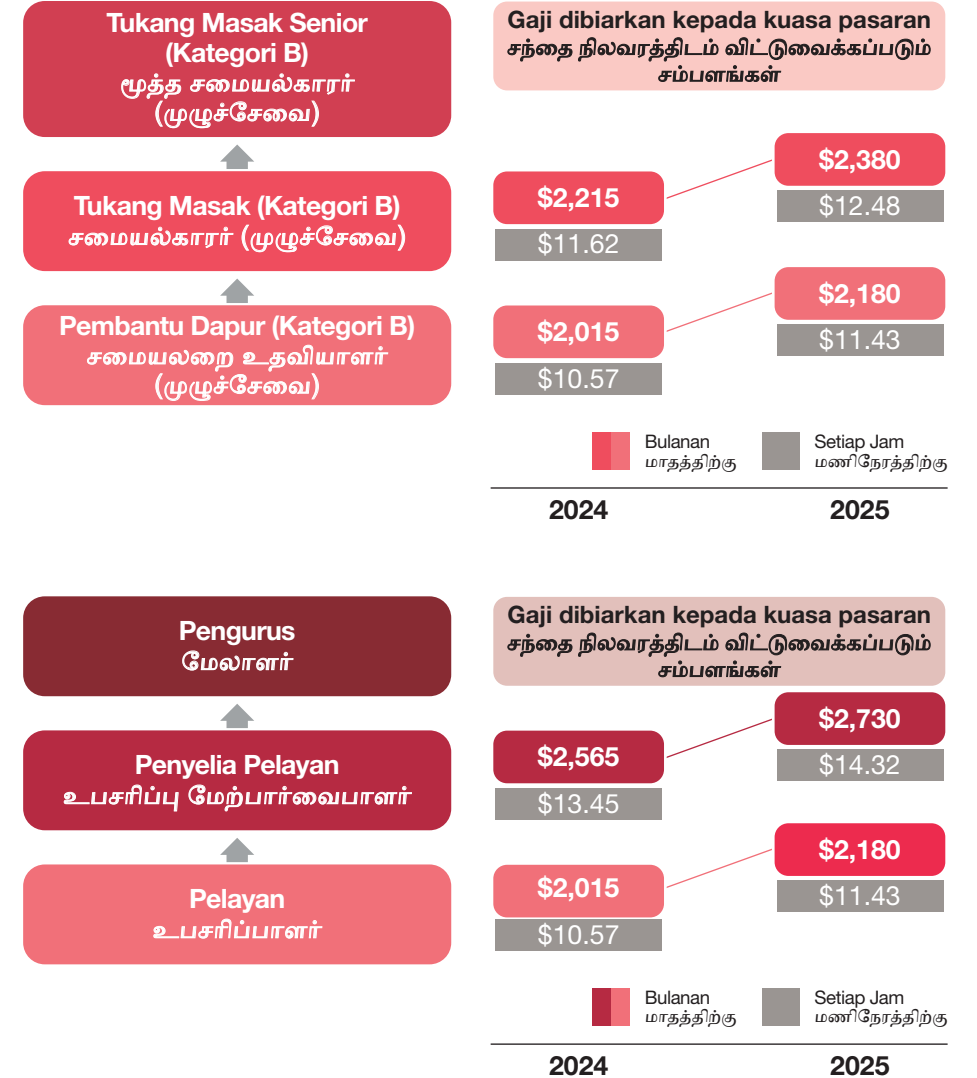 Tukang Masak Senior
(Kategori B)
மூத்த சமையல்காரர்
(முழுச்சேவை)
Gaji dibiarkan kepada kuasa pasaran
சந்தை நிலவரத்திடம் விட்டுவைக்கப்படும்
சம்பளங்கள்
Tukang Masak (Kategori B)
சமையல்காரர் (முழுச்சேவை)
$2,215
$11.62
$2,380
$12.48
Pembantu Dapur (Kategori B)
சமையலறை உதவியாளர்
(முழுச்சேவை)
$2,015
$10.57
$2,180
$11.43
Bulanan
மாதத்திற்கு
Setiap Jam
மணிநேரத்திற்கு
2024
2025
Pengurus
மேலாளர்
Gaji dibiarkan kepada kuasa pasaran
சந்தை நிலவரத்திடம் விட்டுவைக்கப்படும்
சம்பளங்கள்
Penyelia Pelayan
உபசரிப்பு மேற்பார்வைபாளர்
$2,565
$13.45
$2,730
$14.32
Pelayan
உபசரிப்பாளர்
$2,015
$10.57
$2,180
$11.43
Bulanan
மாதத்திற்கு
Setiap Jam
மணிநேரத்திற்கு
2024
2025